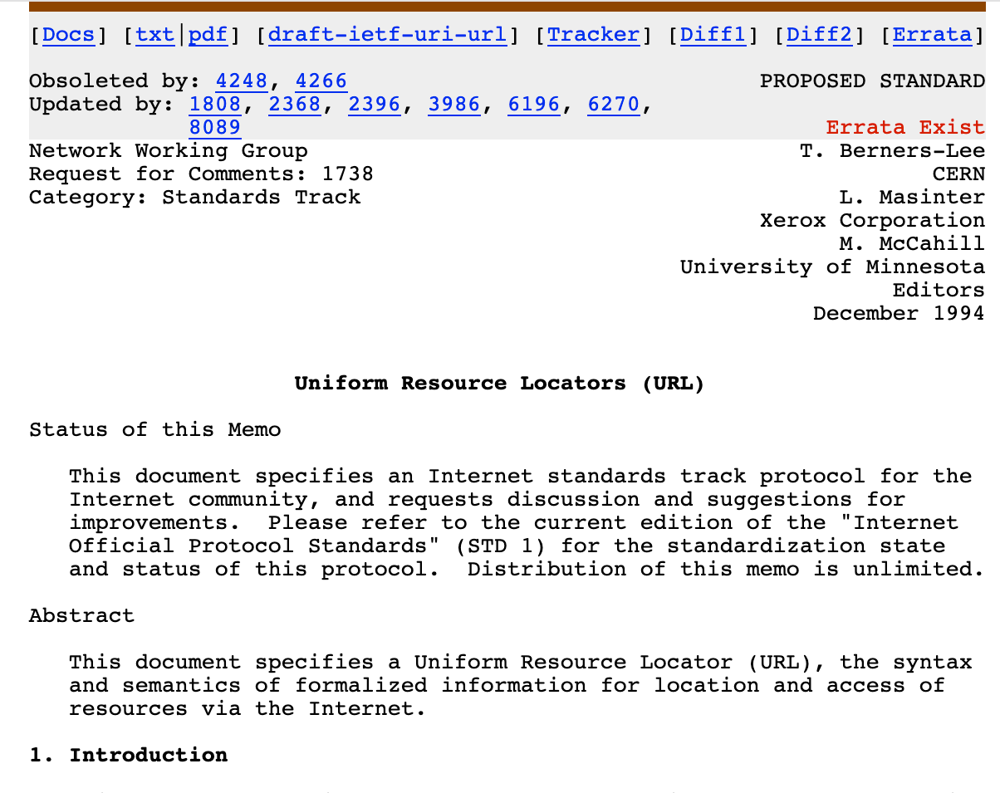 [Docs] [txt|pdf] [draft-ietf-uri-url] [Tracker] [Diff1] [Diff2] [Errata]
Obsoleted by: 4248, 4266 PROPOSED STANDARD
Updated by: 1808, 2368, 2396, 3986, 6196, 6270,
8089 Errata Exist
Network Working Group T. Berners-Lee
Request for Comments: 1738 CERN
Category: Standards Track L. Masinter
Xerox Corporation
M. McCahill
University of Minnesota
Editors
December 1994
Uniform Resource Locators (URL)
Status of this Memo
This document specifies an Internet standards track protocol for the
Internet community, and requests discussion and suggestions for
improvements.  Please refer to the current edition of the "Internet
Official Protocol Standards" (STD 1) for the standardization state
and status of this protocol.  Distribution of this memo is unlimited.
Abstract
This document specifies a Uniform Resource Locator (URL), the syntax
and semantics of formalized information for location and access of
resources via the Internet.
1. Introduction